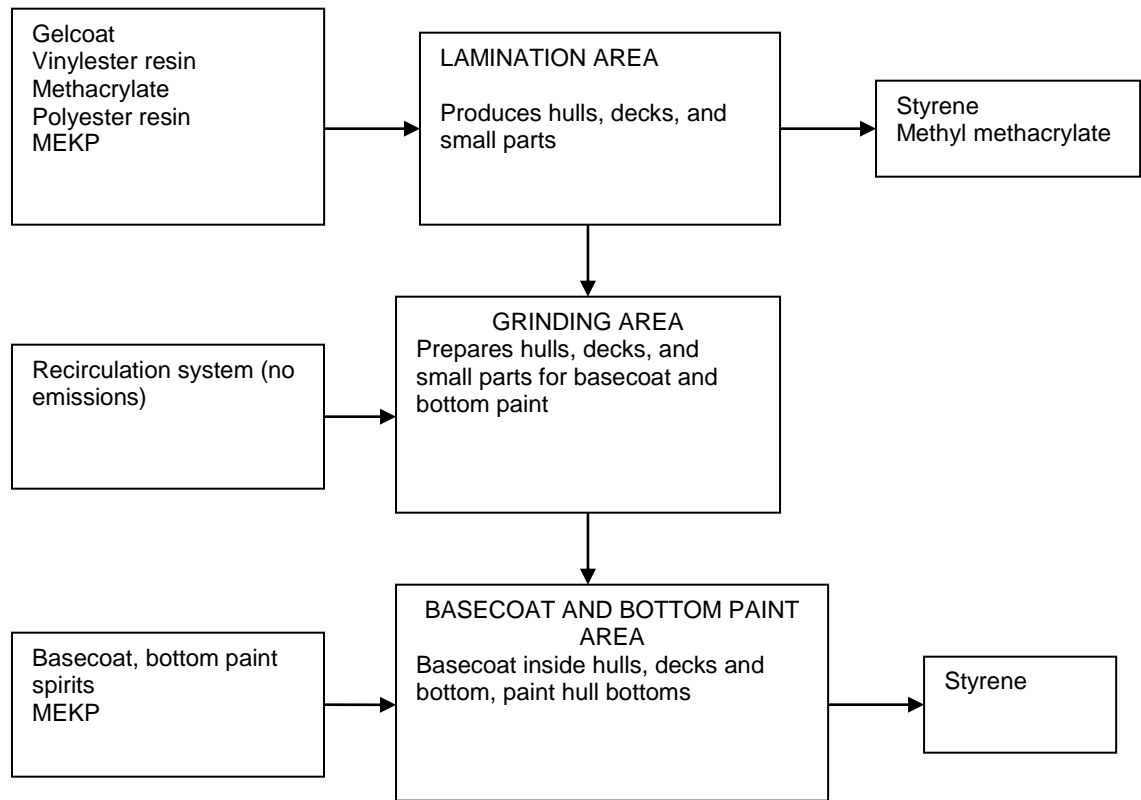 Gelcoat
Vinylester resin
Methacrylate
Polyester resin
MEKP
LAMINATION AREA
Produces hulls, decks, and
small parts
Styrene
Methyl methacrylate
Recirculation system (no
emissions)
GRINDING AREA
Prepares hulls, decks, and
small parts for basecoat and
bottom paint
Basecoat, bottom paint
spirits
MEKP
BASECOAT AND BOTTOM PAINT
AREA
Basecoat inside hulls, decks and
bottom, paint hull bottoms
Styrene